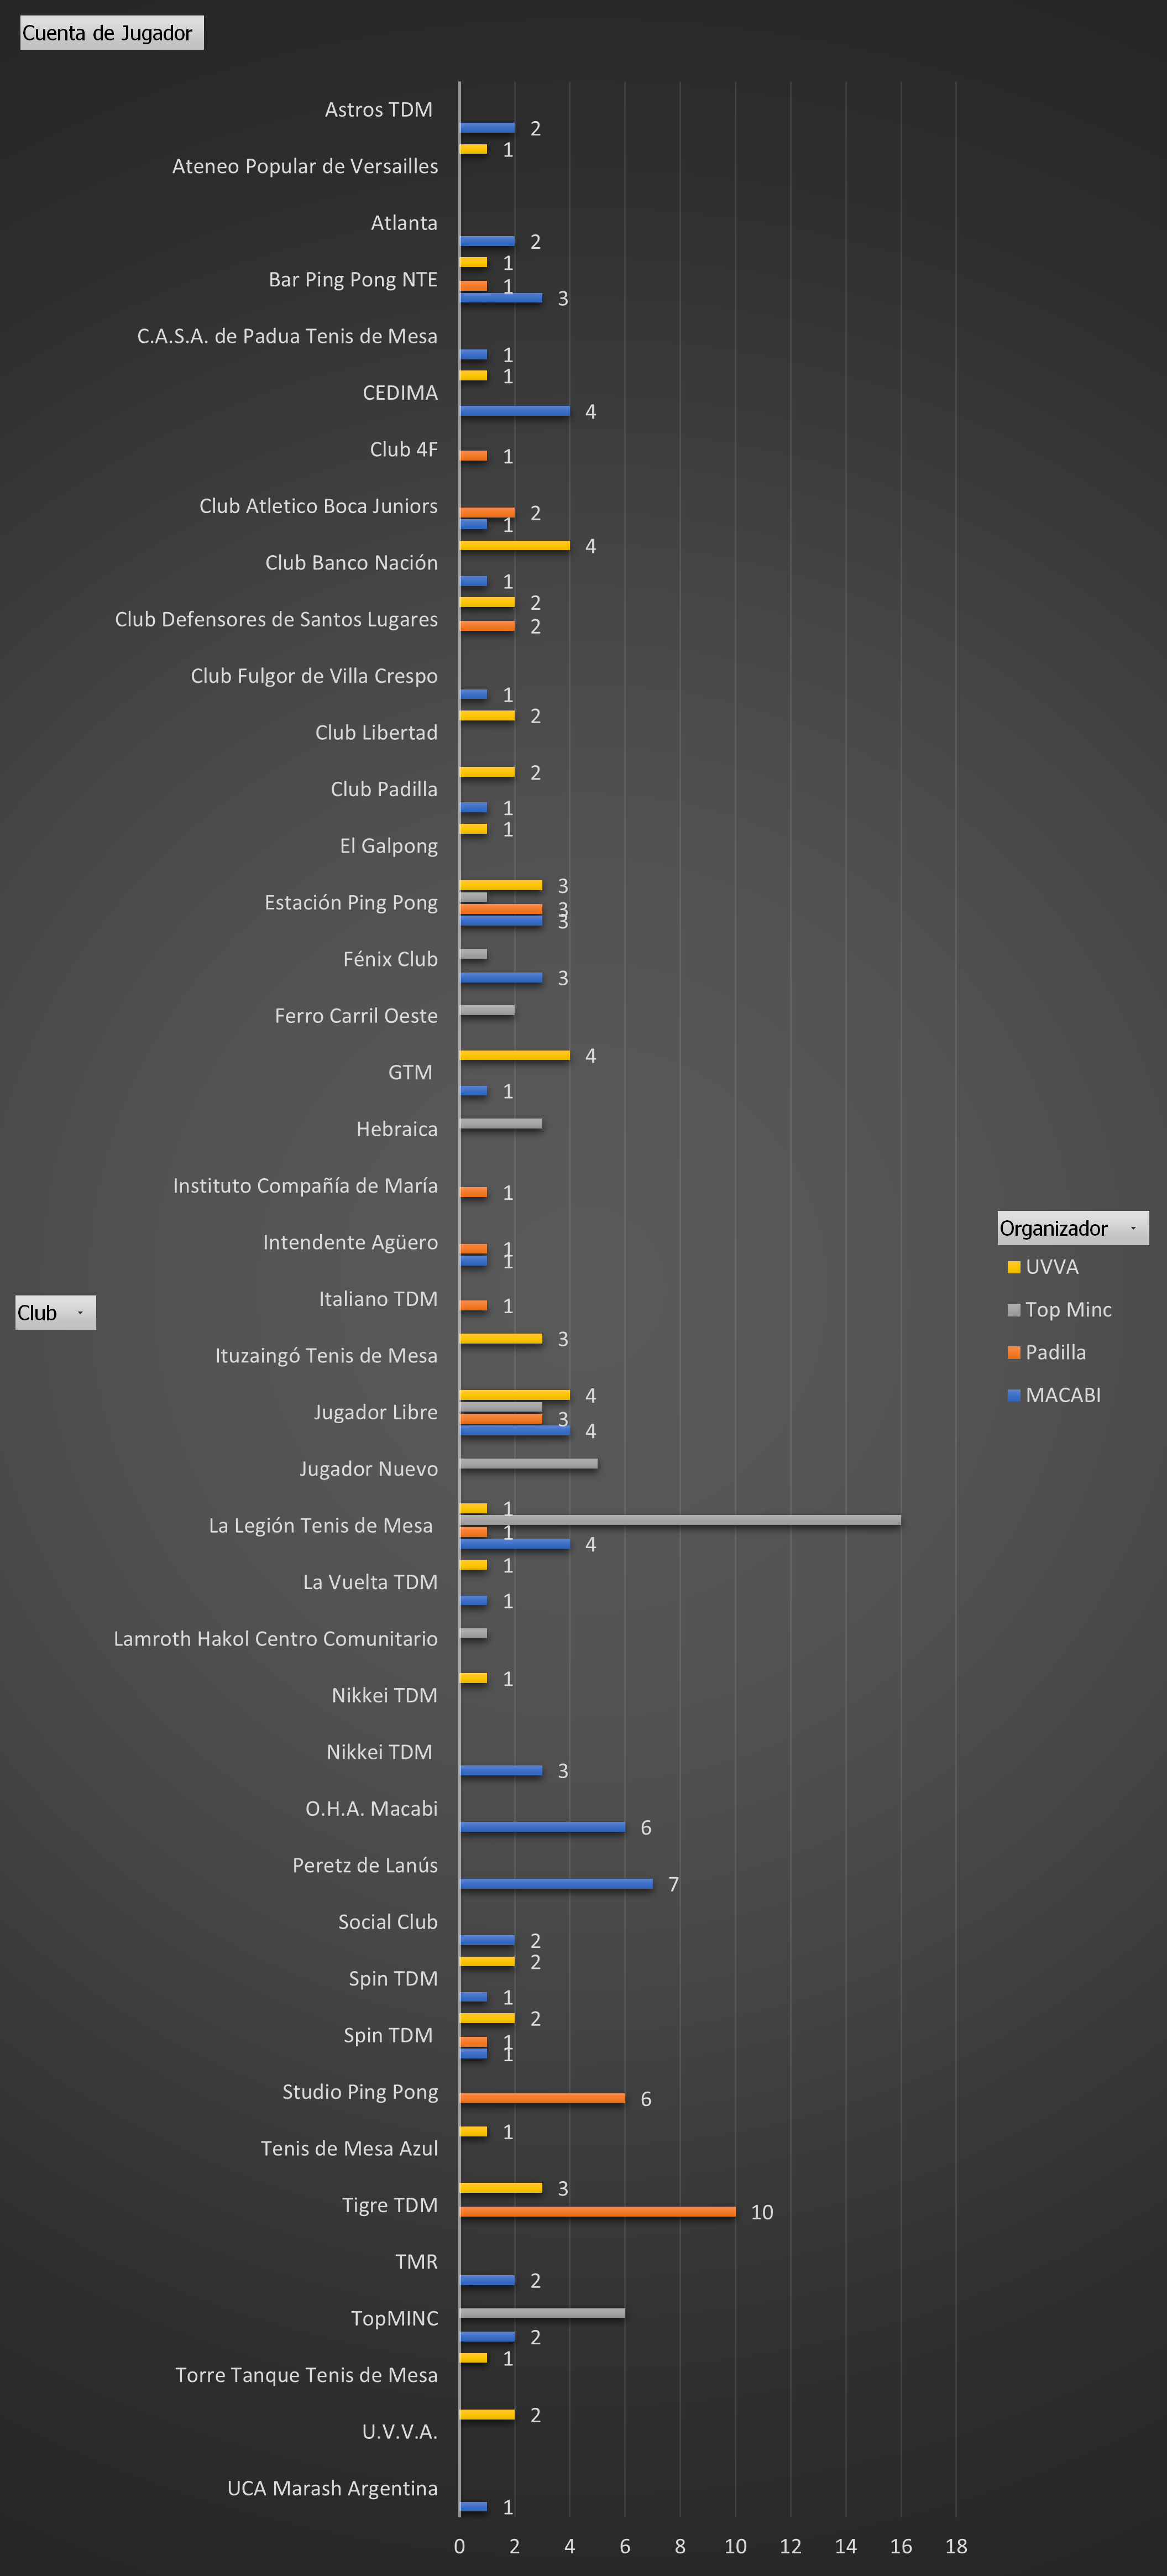 Cuenta de Jugador
Astros TDM
2
1
Ateneo Popular de Versailles
Atlanta
2
1
Bar Ping Pong NTE
1
3
C.A.S.A. de Padua Tenis de Mesa
1
1
CEDIMA
4
Club 4F
1
Club Atletico Boca Juniors
2
1
4
Club Banco Nación
1
2
Club Defensores de Santos Lugares
2
Club Fulgor de Villa Crespo
1
2
Club Libertad
2
Club Padilla
1
1
El Galpong
3
Estación Ping Pong
3
3
Fénix Club
3
Ferro Carril Oeste
4
GTM
1
Hebraica
Instituto Compañía de María
1
Intendente Agüero
1
1
Italiano TDM
1
3
Ituzaingó Tenis de Mesa
4
Jugador Libre
3
4
Jugador Nuevo
1
La Legión Tenis de Mesa
1
4
1
La Vuelta TDM
1
Lamroth Hakol Centro Comunitario
1
Nikkei TDM
Nikkei TDM
3
O.H.A. Macabi
6
Peretz de Lanús
7
Social Club
2
2
Spin TDM
1
2
Spin TDM
1
1
Studio Ping Pong
6
1
Tenis de Mesa Azul
3
Tigre TDM
10
TMR
2
TopMINC
2
1
Torre Tanque Tenis de Mesa
2
U.V.V.A.
UCA Marash Argentina
1
0 2 4 6 8 10 12 14 16 18
Club
Organizador
UVVA
Top Minc
Padilla
MACABI